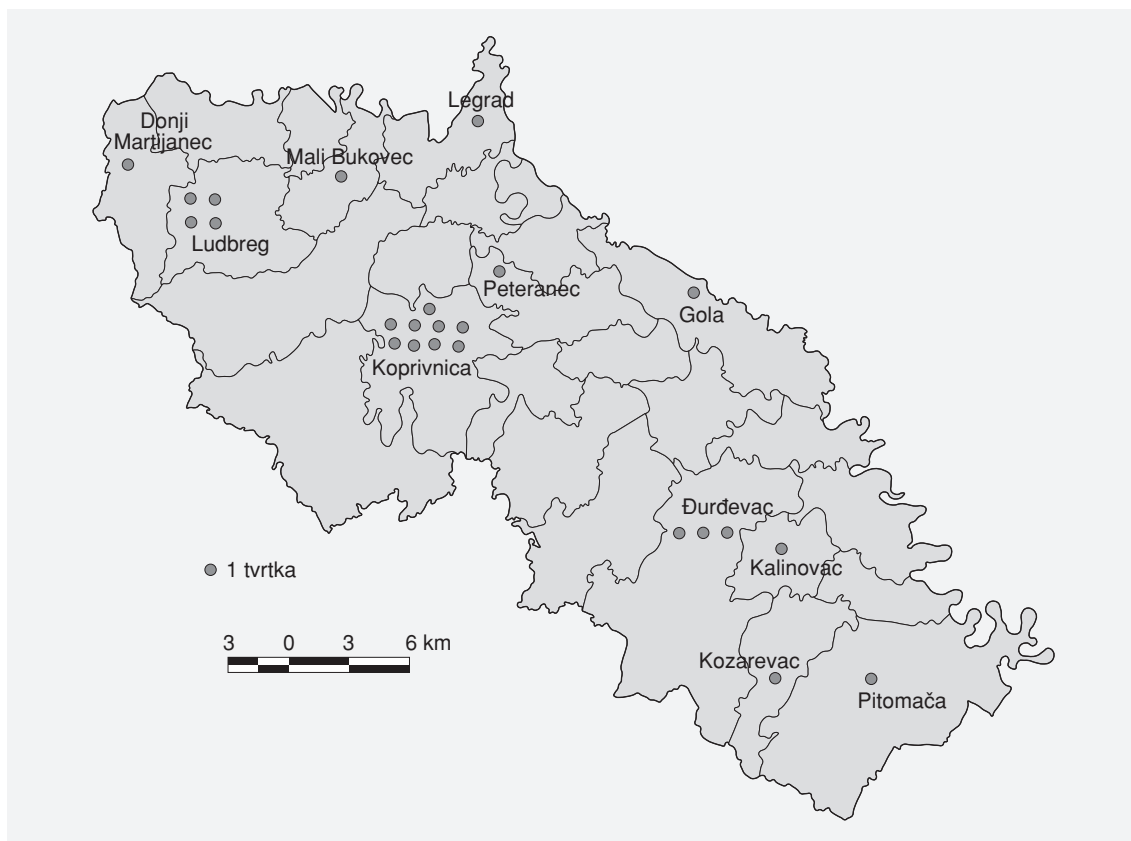 Legrad
Donji
Martijanec
Mali Bukovec
Ludbreg
Peteranec
Gola
Koprivnica
Đurđevac
Kalinovac
1 tvrtka
3 0 3 6 km
Kozarevac
Pitomača